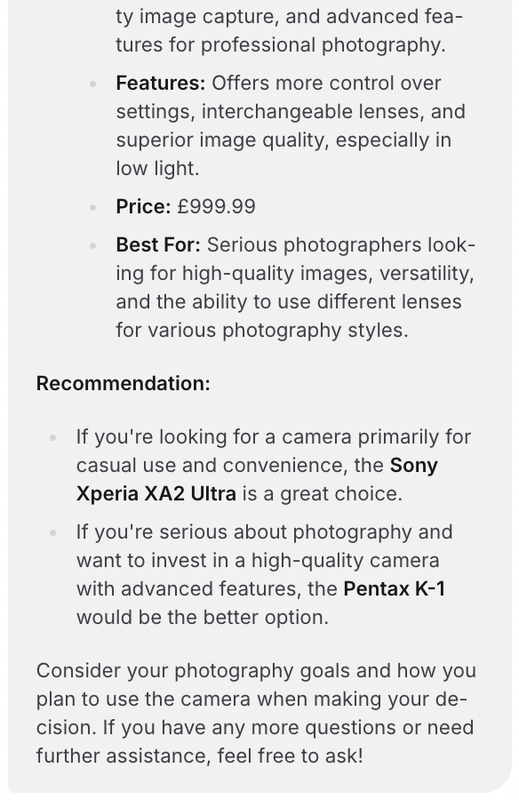 ty image capture, and advanced fea-
tures for professional photography.
Features: Offers more control over
settings, interchangeable lenses, and
superior image quality, especially in
low light.
Price: £999.99
Best For: Serious photographers look-
ing for high-quality images, versatility,
and the ability to use different lenses
for various photography styles.
Recommendation:
If you're looking for a camera primarily for
casual use and convenience, the Sony
Xperia XA2 Ultra is a great choice.
If you're serious about photography and
want to invest in a high-quality camera
with advanced features, the Pentax K-1
would be the better option.
Consider your photography goals and how you
plan to use the camera when making your de-
cision. If you have any more questions or need
further assistance, feel free to ask!